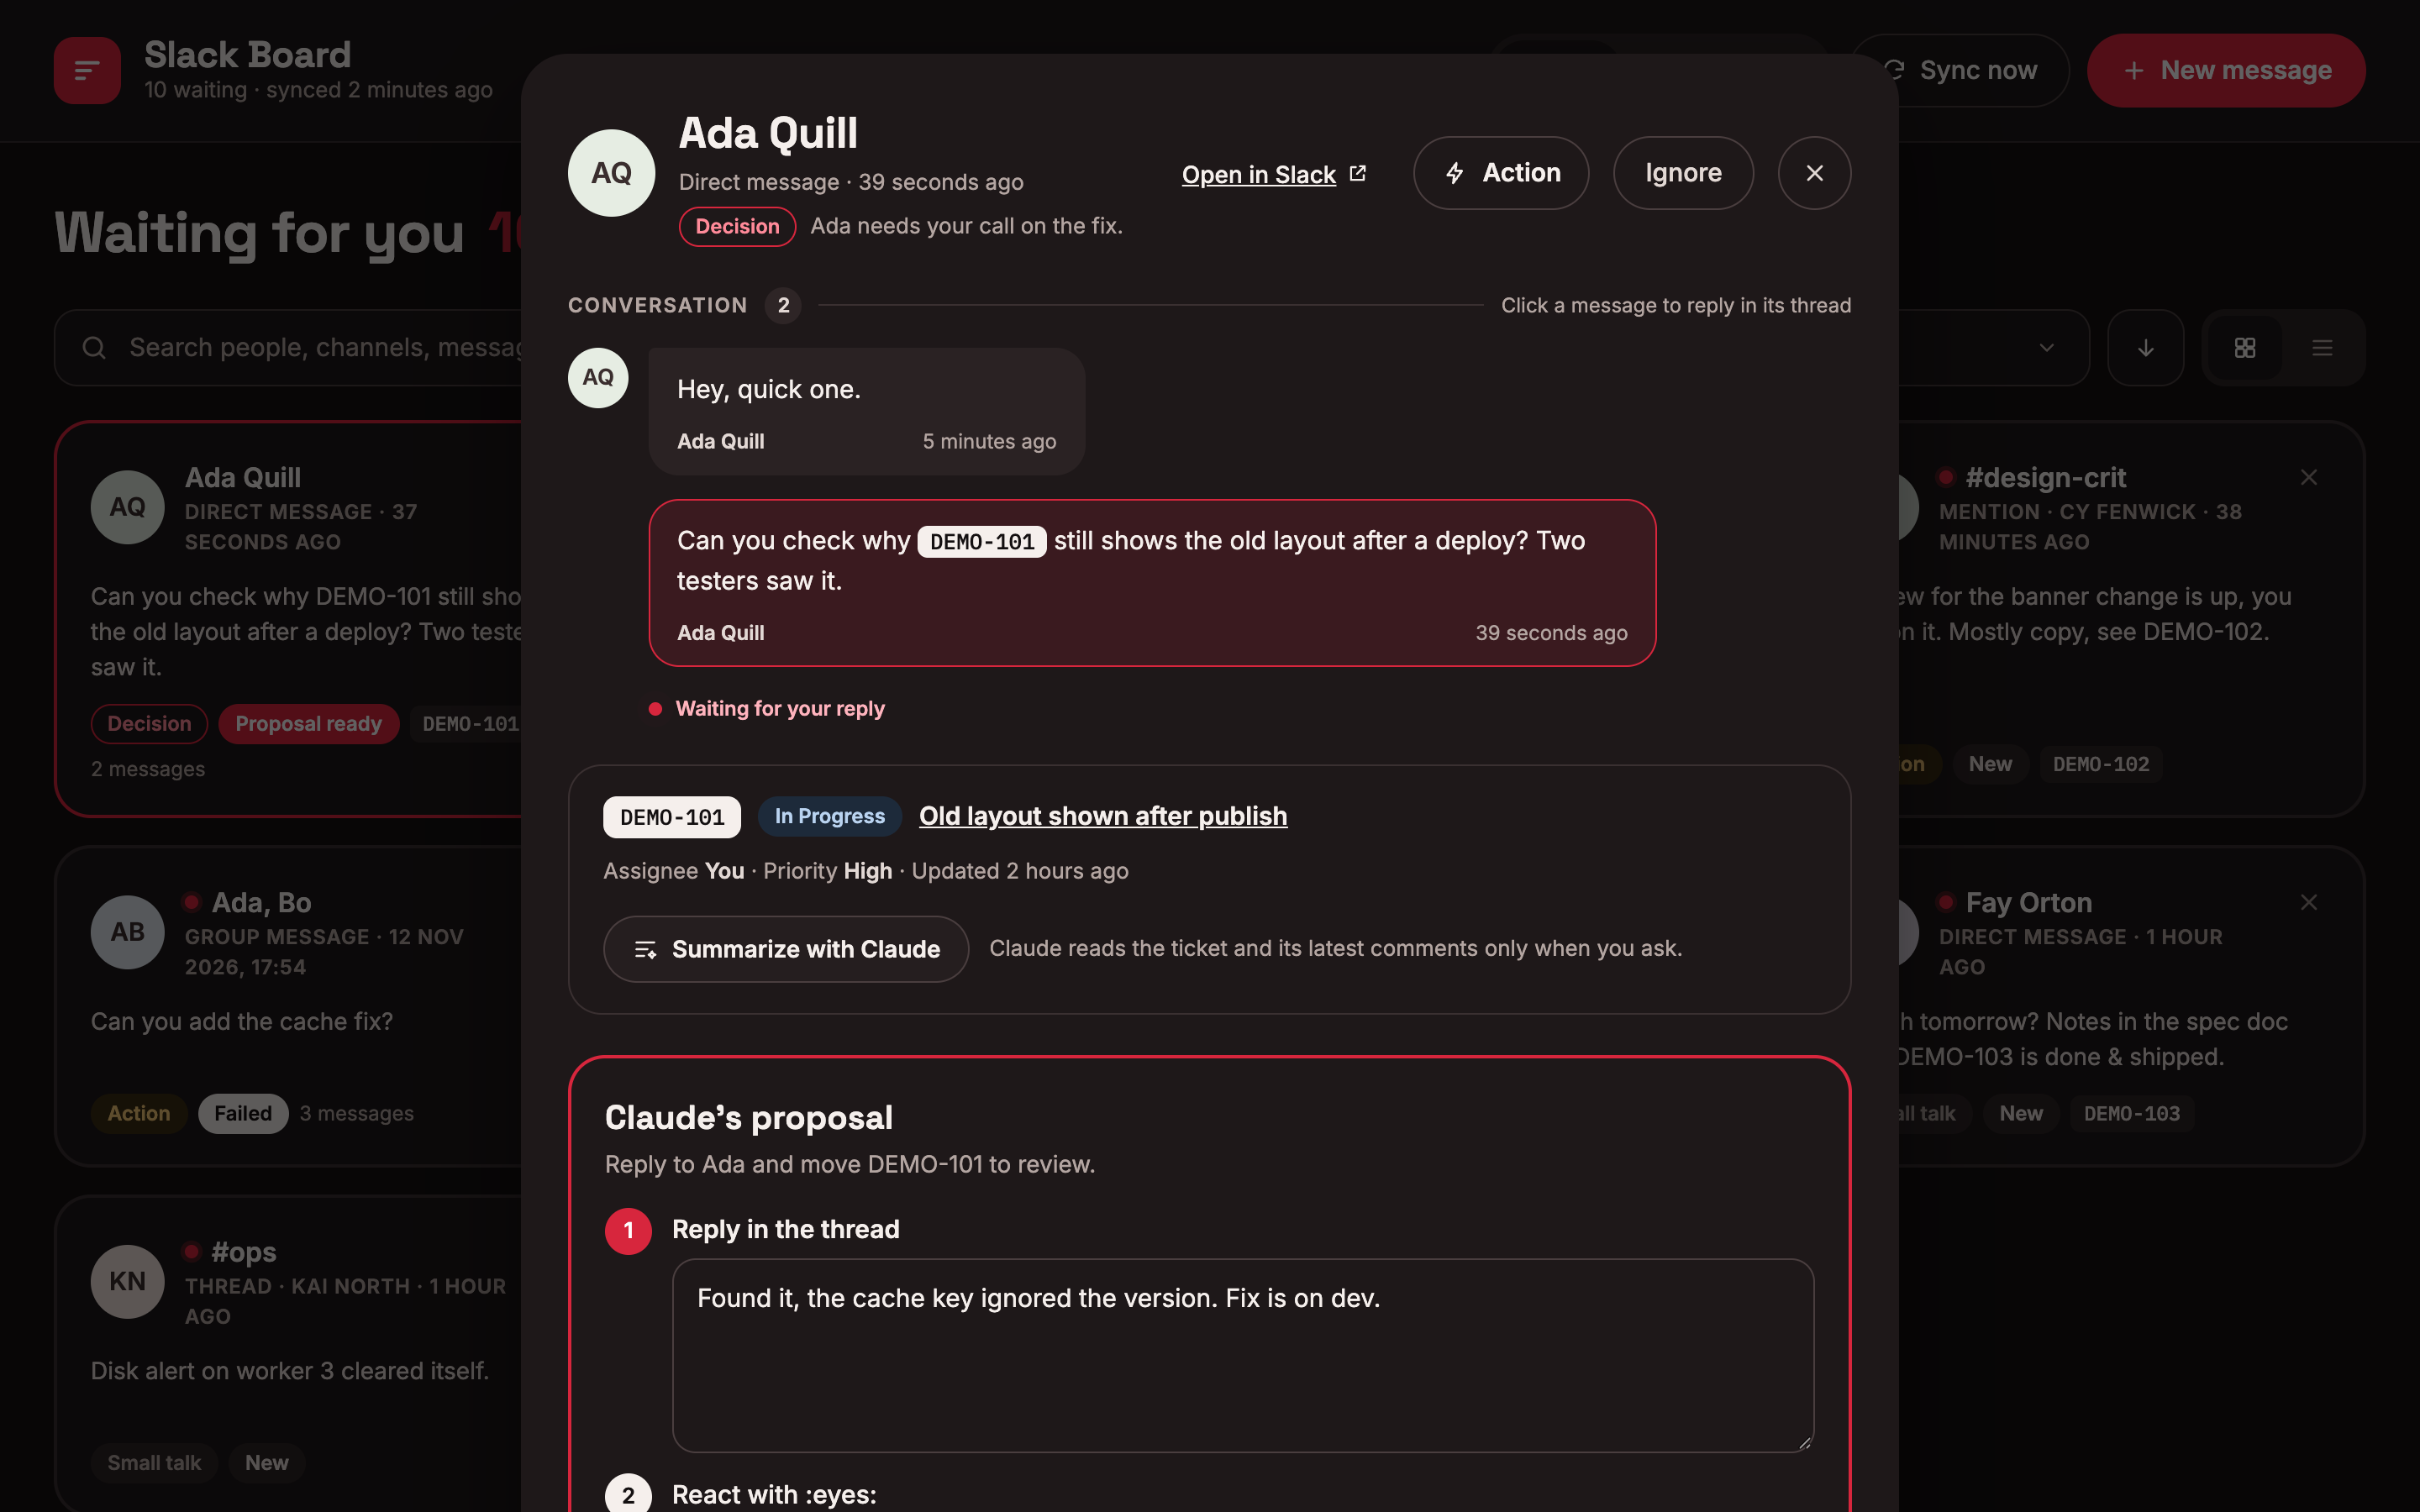 Slack Board
10 waiting · synced 2 minutes ago
Sync now
New message
Waiting for you
Search people, channels,
AQ
Ada Quill
DIRECT MESSAGE · 37
SECONDS AGO
Can you check why DEMO-101 still
the old layout after a deploy? Two
saw it.
Decision
Proposal ready
DEMO-101
2 messages
AB
Ada, Bo
GROUP MESSAGE · 12 NOV
2026, 17:54
Can you add the cache fix?
Action
Failed
3 messages
KN
#ops
THREAD · KAI NORTH · 1 HOUR
AGO
Disk alert on worker 3 cleared itself.
Small talk
New
AQ
Ada Quill
Direct message · 39 seconds ago
Decision
Ada needs your call on the fix.
Open in Slack
Action
Ignore
CONVERSATION 2
Click a message to reply in its thread
AQ
Hey, quick one.
Ada Quill
5 minutes ago
Can you check why DEMO-101 still shows the old layout after a deploy? Two
testers saw it.
Ada Quill
39 seconds ago
Waiting for your reply
DEMO-101
In Progress
Old layout shown after publish
Assignee You · Priority High · Updated 2 hours ago
Summarize with Claude
Claude reads the ticket and its latest comments only when you ask.
Claude’s proposal
Reply to Ada and move DEMO-101 to review.
1
Reply in the thread
Found it, the cache key ignored the version. Fix is on dev.
2
React with :eyes:
#design-crit
MENTION · CY FENWICK · 38
MINUTES AGO
for the banner change is up, you
it. Mostly copy, see DEMO-102.
New
DEMO-102
Fay Orton
DIRECT MESSAGE · 1 HOUR
AGO
tomorrow? Notes in the spec doc
DEMO-103 is done & shipped.
talk
New
DEMO-103